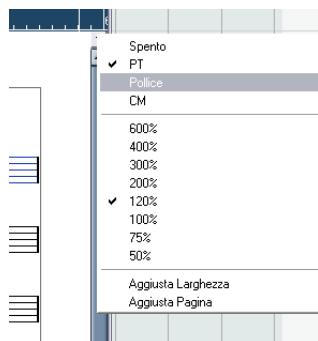 Spento
PT
Pollice
CM
600%
400%
300%
200%
120%
100%
75%
50%
Aggiusta Larghezza
Aggiusta Pagina